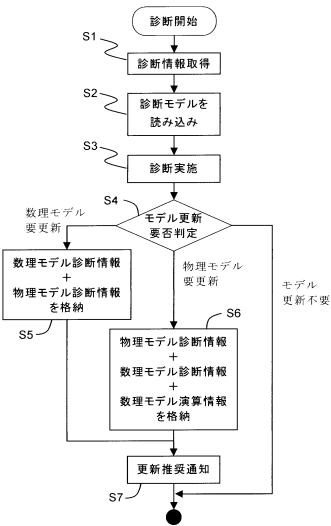 診断開始
S1
診断情報取得
S2
診断モデルを
読み込み
S3
診断実施
S4
モデル更新
要否判定
数理モデル
要更新
物理モデル
要更新
モデル
更新不要
数理モデル診断情報
+
物理モデル診断情報
を格納
S5
S6
物理モデル診断情報
+
数理モデル診断情報
+
数理モデル演算情報
を格納
更新推奨通知
S7